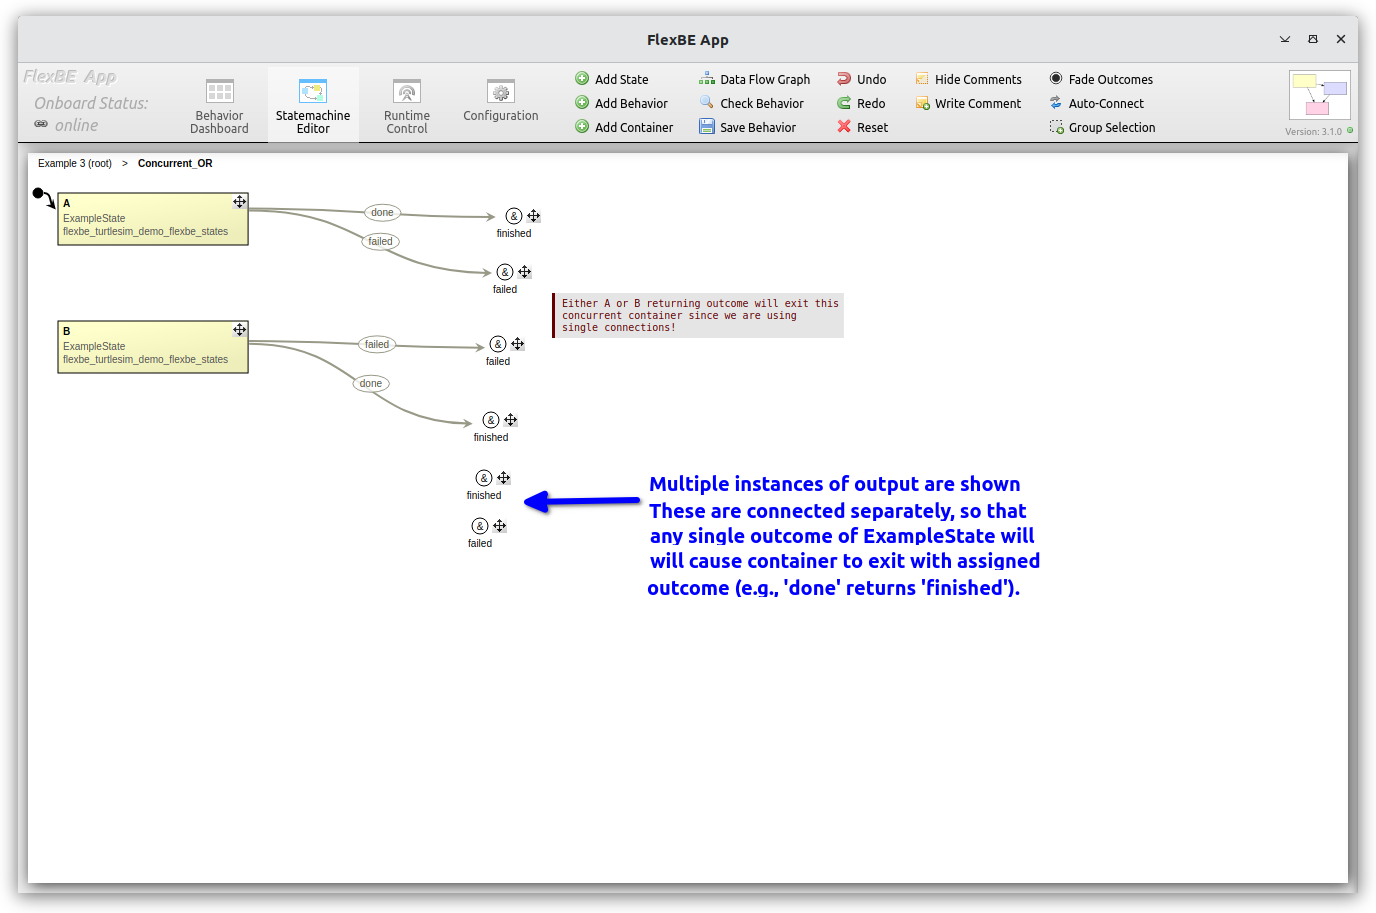 FlexBE App
FlexBE App
Onboard Status:
online
Behavior
Dashboard
Statemachine
Editor
Runtime
Control
Configuration
Add State
Add Behavior
Add Container
Data Flow Graph
Check Behavior
Save Behavior
Undo
Redo
Reset
Hide Comments
Write Comment
Fade Outcomes
Auto-Connect
Group Selection
Version: 3.1.0
Example 3 (root) > Concurrent_OR
A
ExampleState
flexbe_turtlesim_demo_flexbe_states
done
failed
&
finished
&
failed
Either A or B returning outcome will exit this
concurrent container since we are using
single connections!
B
ExampleState
flexbe_turtlesim_demo_flexbe_states
failed
done
&
failed
&
finished
&
finished
&
failed
Multiple instances of output are shown
These are connected separately, so that
any single outcome of ExampleState will
will cause container to exit with assigned
outcome (e.g., 'done' returns 'finished').